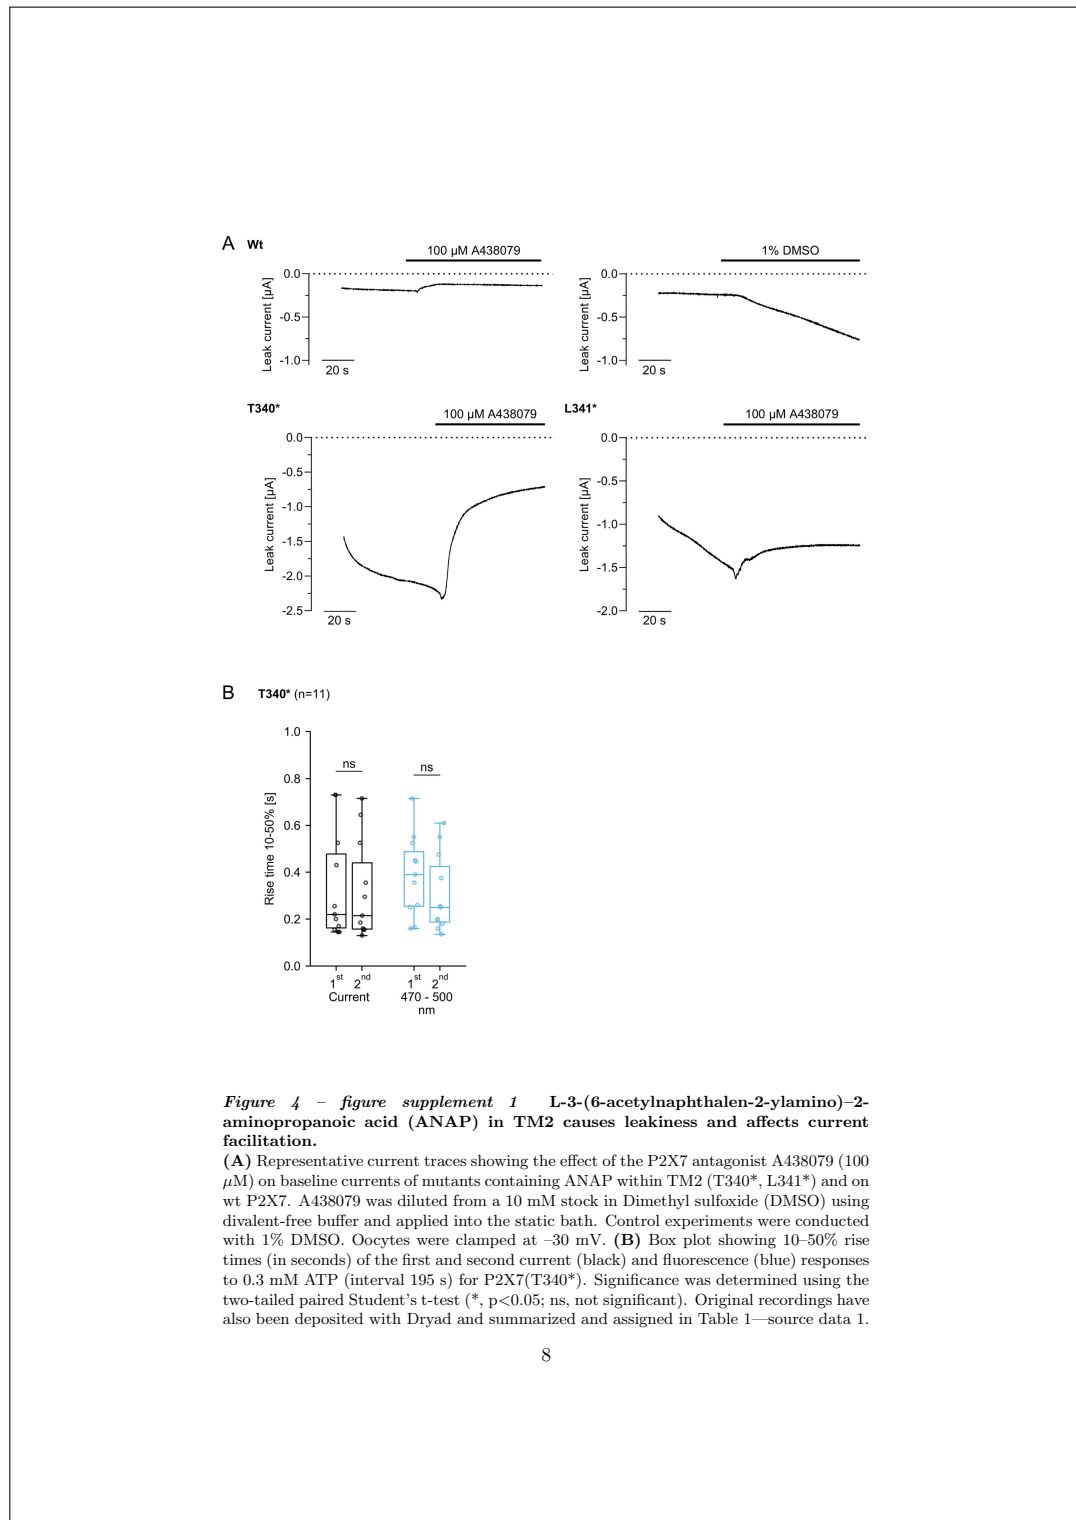 A Wt
100 µM A438079
1% DMSO
Leak current [µA]
0.0
-0.5
-1.0
20 s
Leak current [µA]
0.0
-0.5
-1.0
20 s
T340*
100 µM A438079
L341*
100 µM A438079
Leak current [µA]
0.0
-0.5
-1.0
-1.5
-2.0
-2.5
20 s
Leak current [µA]
0.0
-0.5
-1.0
-1.5
-2.0
20 s
B T340* (n=11)
Rise time 10-50% [s]
1.0
0.8
0.6
0.4
0.2
0.0
ns
ns
1st 2nd
Current
1st 2nd
470 - 500
nm
Figure 4 – figure supplement 1 L-3-(6-acetylnaphthalen-2-ylamino)–2-
aminopropanoic acid (ANAP) in TM2 causes leakiness and affects current
facilitation.
(A) Representative current traces showing the effect of the P2X7 antagonist A438079 (100
µM) on baseline currents of mutants containing ANAP within TM2 (T340*, L341*) and on
wt P2X7. A438079 was diluted from a 10 mM stock in Dimethyl sulfoxide (DMSO) using
divalent-free buffer and applied into the static bath. Control experiments were conducted
with 1% DMSO. Oocytes were clamped at –30 mV. (B) Box plot showing 10–50% rise
times (in seconds) of the first and second current (black) and fluorescence (blue) responses
to 0.3 mM ATP (interval 195 s) for P2X7(T340*). Significance was determined using the
two-tailed paired Student's t-test (*, p<0.05; ns, not significant). Original recordings have
also been deposited with Dryad and summarized and assigned in Table 1—source data 1.
8